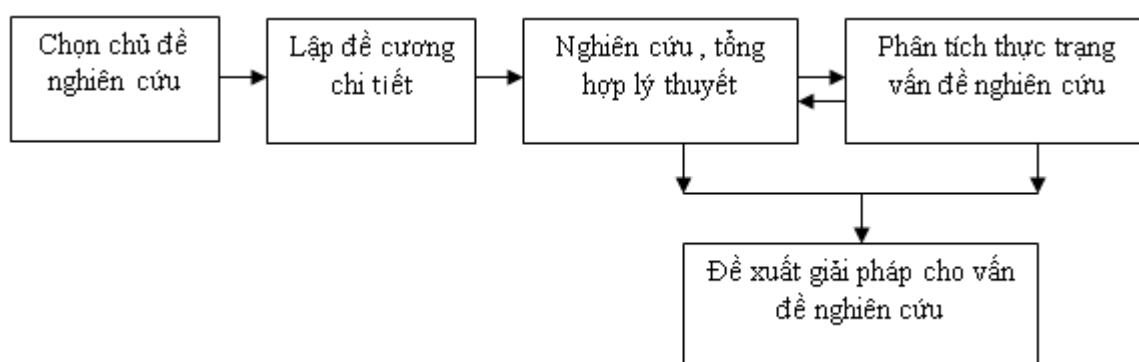 Chọn chủ đề
nghiên cứu
Lập đề cương
chi tiết
Nghiên cứu , tổng
hợp lý thuyết
Phân tích thực trạng
vấn đề nghiên cứu
Đề xuất giải pháp cho vấn
đề nghiên cứu